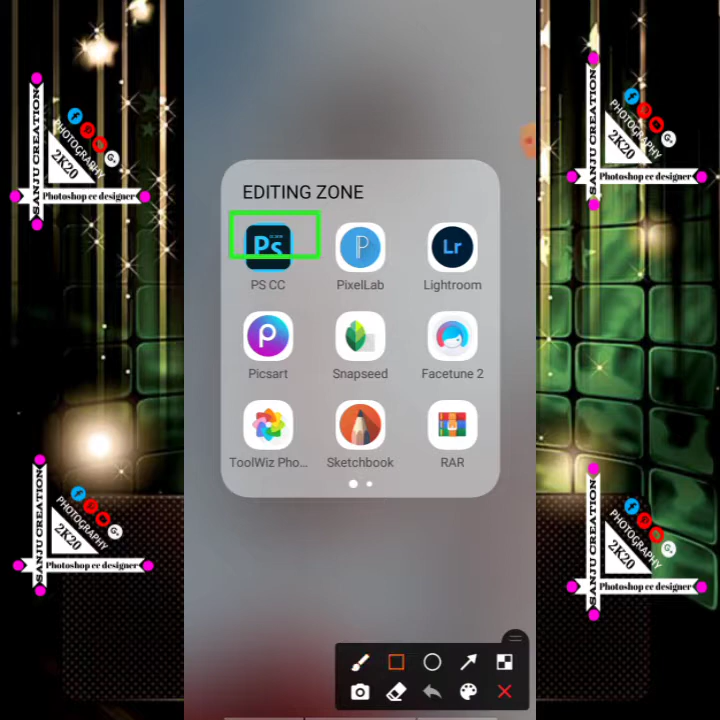 EDITING ZONE
Ps
PS CC
P
PixelLab
Lr
Lightroom
P
Picsart
Snapseed
Facetune 2
ToolWiz Pho...
Sketchbook
RAR
SANJU CREATION
PHOTOGRAPHY
2K20
G+
Photoshop cc designer
SANJU CREATION
PHOTOGRAPHY
2K20
G+
Photoshop cc designer
SANJU CREATION
PHOTOGRAPHY
2K20
G+
Photoshop cc designer
SANJU CREATION
PHOTOGRAPHY
2K20
G+
Photoshop cc designer